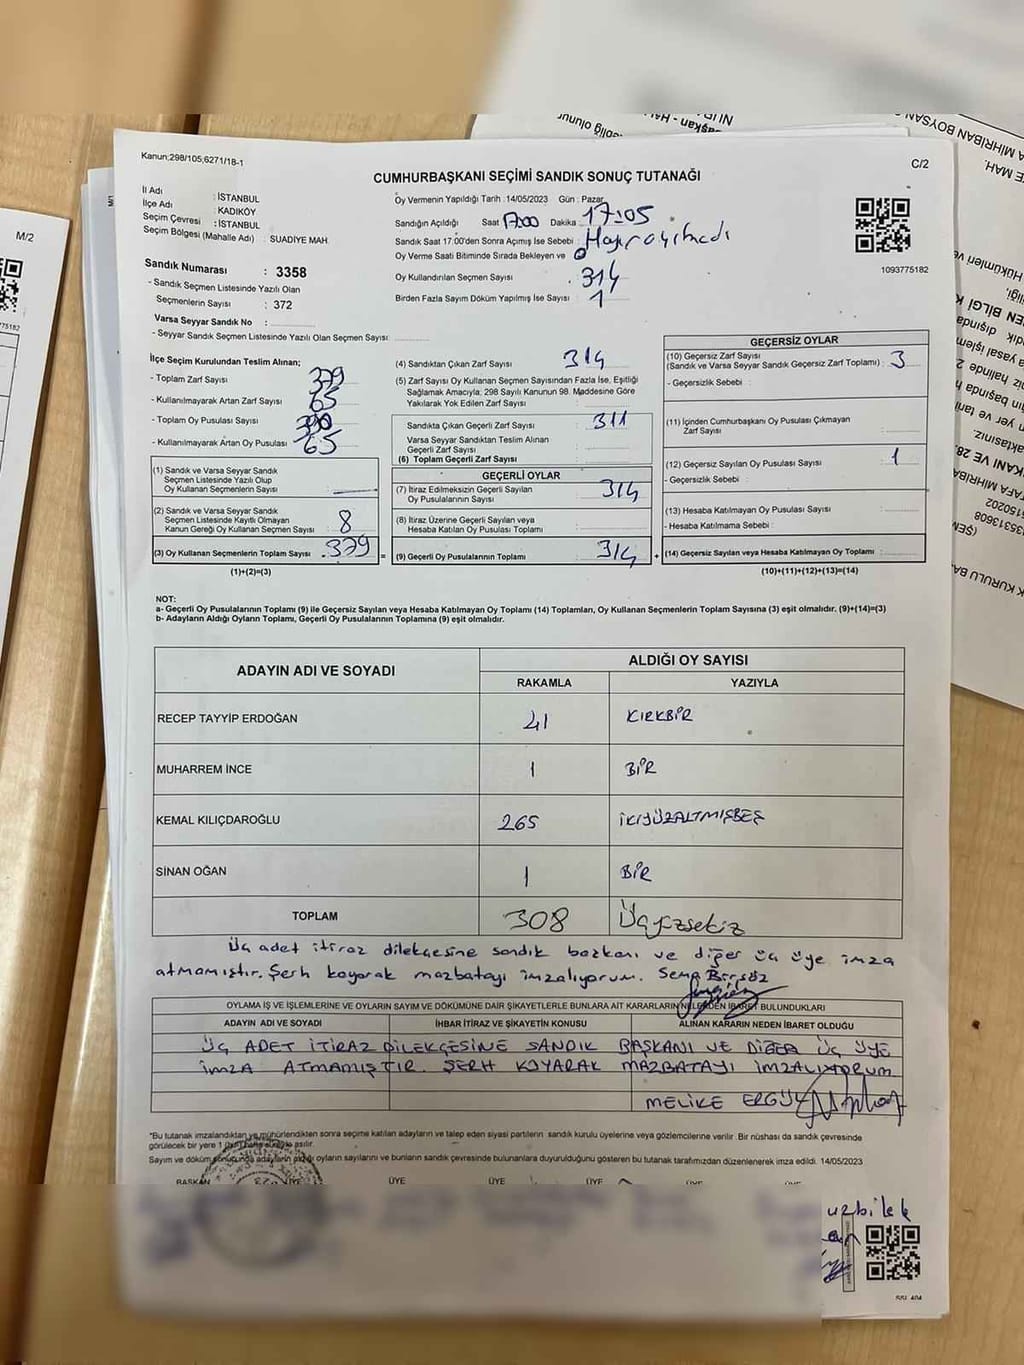 Kanun;298/105;6271/18-1
C/2
CUMHURBAŞKANI SEÇİMİ SANDIK SONUÇ TUTANAĞI
İl Adı : İSTANBUL
İlçe Adı : KADIKÖY
Seçim Çevresi : İSTANBUL
Seçim Bölgesi (Mahalle Adı) : SUADİYE MAH.
Oy Vermenin Yapıldığı Tarih :14/05/2023 Gün : Pazar
Sandığın Açıldığı Saat 17:00 Dakika : 17:05
Sandık Saat 17:00'den Sonra Açımış İse Sebebi :
Oy Verme Saati Bitiminde Sırada Bekleyen ve
Oy Kullandırılan Seçmen Sayısı : 314
Birden Fazla Sayım Döküm Yapılmış İse Sayısı : 1
1093775182
Sandık Numarası : 3358
- Sandık Seçmen Listesinde Yazılı Olan
Seçmenlerin Sayısı : 372
Varsa Seyyar Sandık No :
- Seyyar Sandık Seçmen Listesinde Yazılı Olan Seçmen Sayısı:
İlçe Seçim Kurulundan Teslim Alınan;
- Toplam Zarf Sayısı
- Kullanılmayarak Artan Zarf Sayısı : 65
- Toplam Oy Pusulası Sayısı : 390
- Kullanılmayarak Artan Oy Pusulası : 65
(1) Sandık ve Varsa Seyyar Sandık
Seçmen Listesinde Yazılı Olup
Oy Kullanan Seçmenlerin Sayısı :
(2) Sandık ve Varsa Seyyar Sandık
Seçmen Listesinde Kayıtlı Olmayan
Kanun Gereği Oy Kullanan Seçmen Sayısı : 8
(3) Oy Kullanan Seçmenlerin Toplam Sayısı :
(1)+(2)=(3)
(4) Sandıktan Çıkan Zarf Sayısı : 314
(5) Zarf Sayısı Oy Kullanan Seçmen Sayısından Fazla İse, Eşitliği
Sağlamak Amacıyla; 298 Sayılı Kanunun 98. Maddesine Göre
Yakılarak Yok Edilen Zarf Sayısı :
Sandıkta Çıkan Geçerli Zarf Sayısı : 311
Varsa Seyyar Sandıktan Teslim Alınan
Geçerli Zarf Sayısı :
(6) Toplam Geçerli Zarf Sayısı :
GEÇERLİ OYLAR
(7) İtiraz Edilmeksizin Geçerli Sayılan
Oy Pusulalarının Sayısı : 314
(8) İtiraz Üzerine Geçerli Sayılan veya
Hesaba Katılan Oy Pusulası Toplamı :
(9) Geçerli Oy Pusulalarının Toplamı : 314
GEÇERSİZ OYLAR
(10) Geçersiz Zarf Sayısı
(Sandık ve Varsa Seyyar Sandık Geçersiz Zarf Toplamı) : 3
- Geçersizlik Sebebi :
(11) İçinden Cumhurbaşkanı Oy Pusulası Çıkmayan
Zarf Sayısı :
(12) Geçersiz Sayılan Oy Pusulası Sayısı : 1
- Geçersizlik Sebebi :
(13) Hesaba Katılmayan Oy Pusulası Sayısı :
- Hesaba Katılmama Sebebi :
+ (14) Geçersiz Sayılan veya Hesaba Katılmayan Oy Toplamı :
(10)+(11)+(12)+(13)=(14)
NOT:
a- Geçerli Oy Pusulalarının Toplamı (9) ile Geçersiz Sayılan veya Hesaba Katılmayan Oy Toplamı (14) Toplamları, Oy Kullanan Seçmenlerin Toplam Sayısına (3) eşit olmalıdır. (9)+(14)=(3)
b- Adayların Aldığı Oyların Toplamı, Geçerli Oy Pusulalarının Toplamına (9) eşit olmalıdır.
ADAYIN ADI VE SOYADI
ALDIĞI OY SAYISI
RAKAMLA YAZIYLA
RECEP TAYYİP ERDOĞAN 41 KIRKBİR
MUHARREM İNCE 1 BİR
KEMAL KILIÇDAROĞLU 265 İKİYÜZALTMIŞBEŞ
SİNAN OĞAN 1 BİR
TOPLAM 308 Üçyüzsekiz
Üç adet itiraz dilekçesine sandık başkanı ve diğer üç üye imza
atmamıştır. Şerh koyarak mazbatayı imzalıyorum.
OYLAMA İŞ VE İŞLEMLERİNE VE OYLARIN SAYIM VE DÖKÜMÜNE DAİR ŞİKAYETLERLE BUNLARA AİT KARARLARIN NELERDEN İBARET BULUNDUKLARI
ADAYIN ADI VE SOYADI İHBAR İTİRAZ VE ŞİKAYETİN KONUSU ALINAN KARARIN NEDEN İBARET OLDUĞU
ÜÇ ADET İTİRAZ DİLEKÇESİNE SANDIK BAŞKANI VE DİĞER ÜÇ ÜYE
İMZA ATMAMIŞTIR. ŞERH KOYARAK MAZBATAYI İMZALIYORUM
MELİKE
*Bu tutanak imzalandıktan ve mühürlendikten sonra seçime katılan adayların ve talep eden siyasi partilerin sandık kurulu üyelerine veya gözlemcilerine verilir. Bir nüshası da sandık çevresinde
görülecek bir yere 1 asılır.
Sayım ve döküm sonucunda adayların aldığı oyların sayılarını ve bunların sandık çevresinde bulunanlara duyurulduğunu gösteren bu tutanak tarafımızdan düzenlenerek imza edildi. 14/05/2023
BAŞKAN ÜYE ÜYE ÜYE ÜYE
M/2